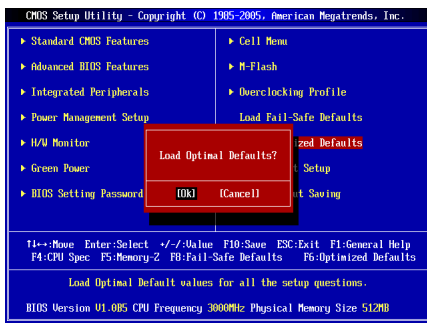 CMOS Setup Utility - Copyright (C) 1985-2005, American Megatrends, Inc.
Standard CMOS Features
Advanced BIOS Features
Integrated Peripherals
Power Management Setup
H/W Monitor
Green Power
BIOS Setting Password
Cell Menu
M-Flash
Overclocking Profile
Load Fail-Safe Defaults
ized Defaults
t Setup
ut Saving
Load Optimal Defaults?
[Ok] [Cancel]
↑↓←→:Move Enter:Select +/-/:Value F10:Save ESC:Exit F1:General Help
F4:CPU Spec F5:Memory-Z F8:Fail-Safe Defaults F6:Optimized Defaults
Load Optimal Default values for all the setup questions.
BIOS Version V1.0B5 CPU Frequency 3000MHz Physical Memory Size 512MB